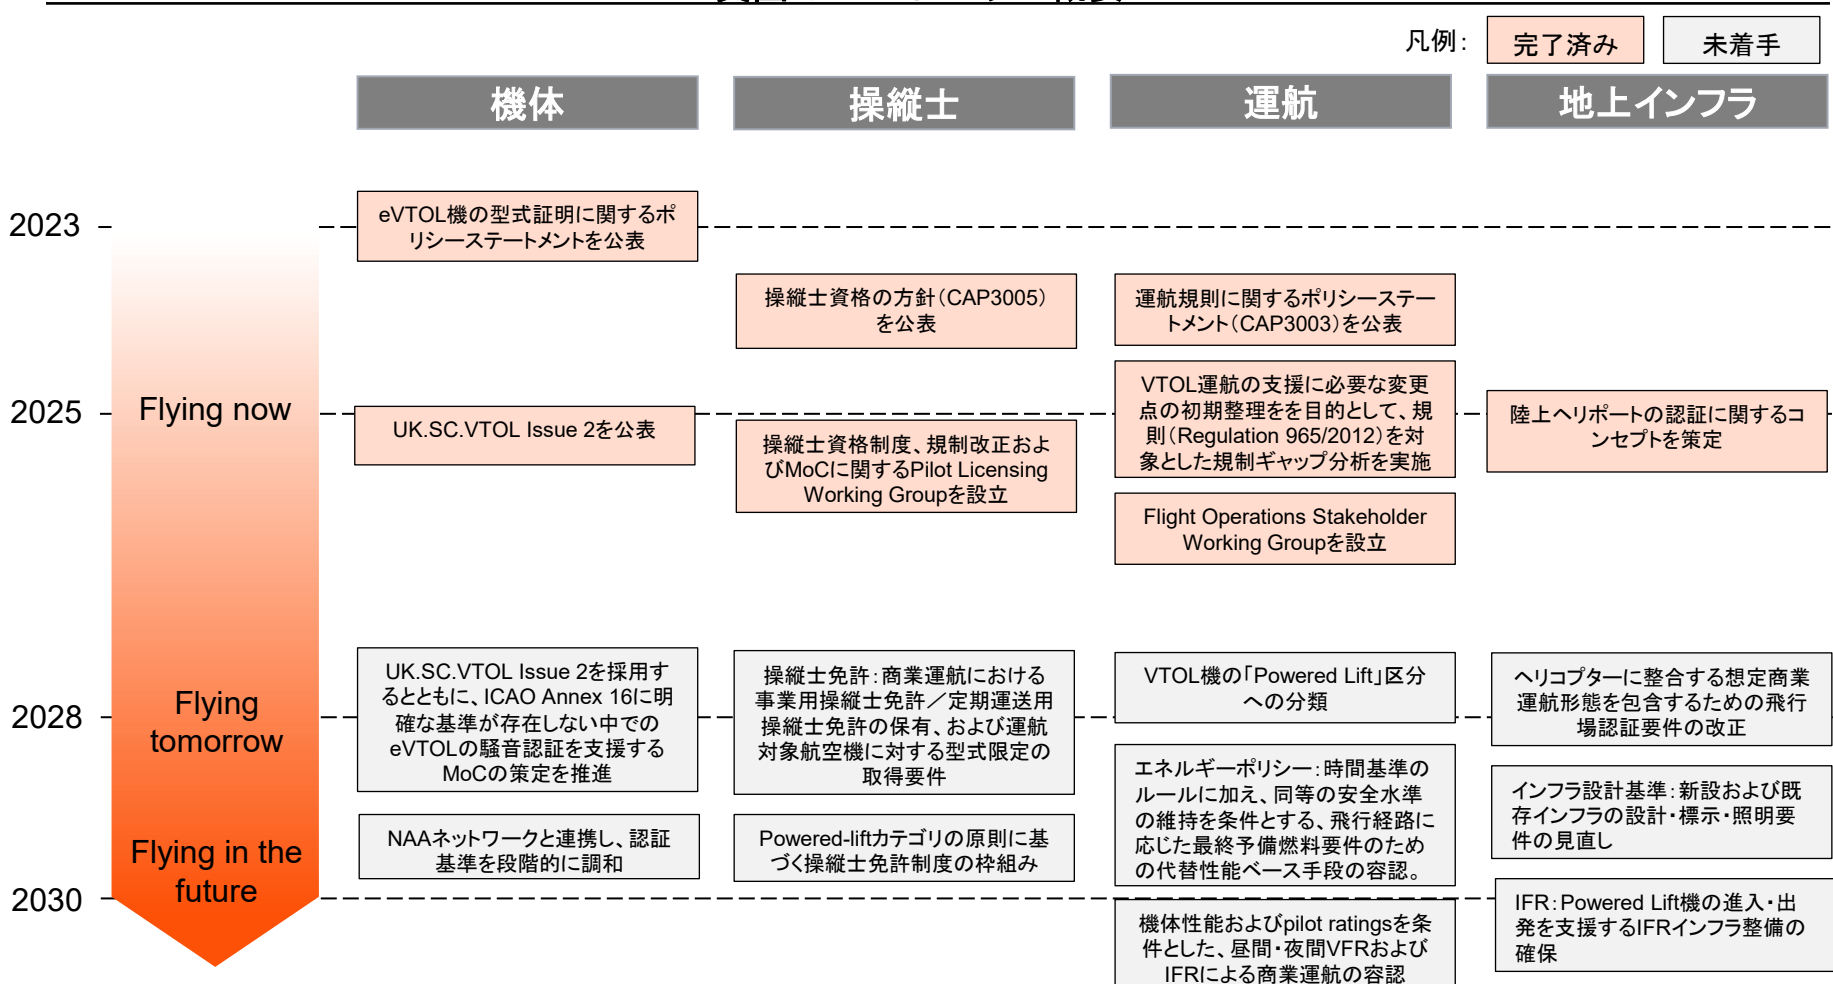 凡例：
完了済み
未着手
機体
操縦士
運航
地上インフラ
2023
eVTOL機の型式証明に関するポ
リシーステートメントを公表
操縦士資格の方針（CAP3005）
を公表
運航規則に関するポリシーステー
トメント（CAP3003）を公表
2025
Flying now
UK.SC.VTOL Issue 2を公表
操縦士資格制度、規制改正およ
びMoCに関するPilot Licensing
Working Groupを設立
VTOL運航の支援に必要な変更
点の初期整理をを目的として、規
則（Regulation 965/2012）を対
象とした規制ギャップ分析を実施
陸上ヘリポートの認証に関するコ
ンセプトを策定
Flight Operations Stakeholder
Working Groupを設立
2028
Flying
tomorrow
UK.SC.VTOL Issue 2を採用す
るとともに、ICAO Annex 16に明
確な基準が存在しない中での
eVTOLの騒音認証を支援する
MoCの策定を推進
操縦士免許：商業運航における
事業用操縦士免許／定期運送用
操縦士免許の保有、および運航
対象航空機に対する型式限定の
取得要件
VTOL機の「Powered Lift」区分
への分類
ヘリコプターに整合する想定商業
運航形態を包含するための飛行
場認証要件の改正
エネルギーポリシー：時間基準の
ルールに加え、同等の安全水準
の維持を条件とする、飛行経路に
応じた最終予備燃料要件のため
の代替性能ベース手段の容認。
インフラ設計基準：新設および既
存インフラの設計・標示・照明要
件の見直し
Flying in the
future
NAAネットワークと連携し、認証
基準を段階的に調和
Powered-liftカテゴリの原則に基
づく操縦士免許制度の枠組み
2030
機体性能およびpilot ratingsを条
件とした、昼間・夜間VFRおよび
IFRによる商業運航の容認
IFR：Powered Lift機の進入・出
発を支援するIFRインフラ整備の
確保